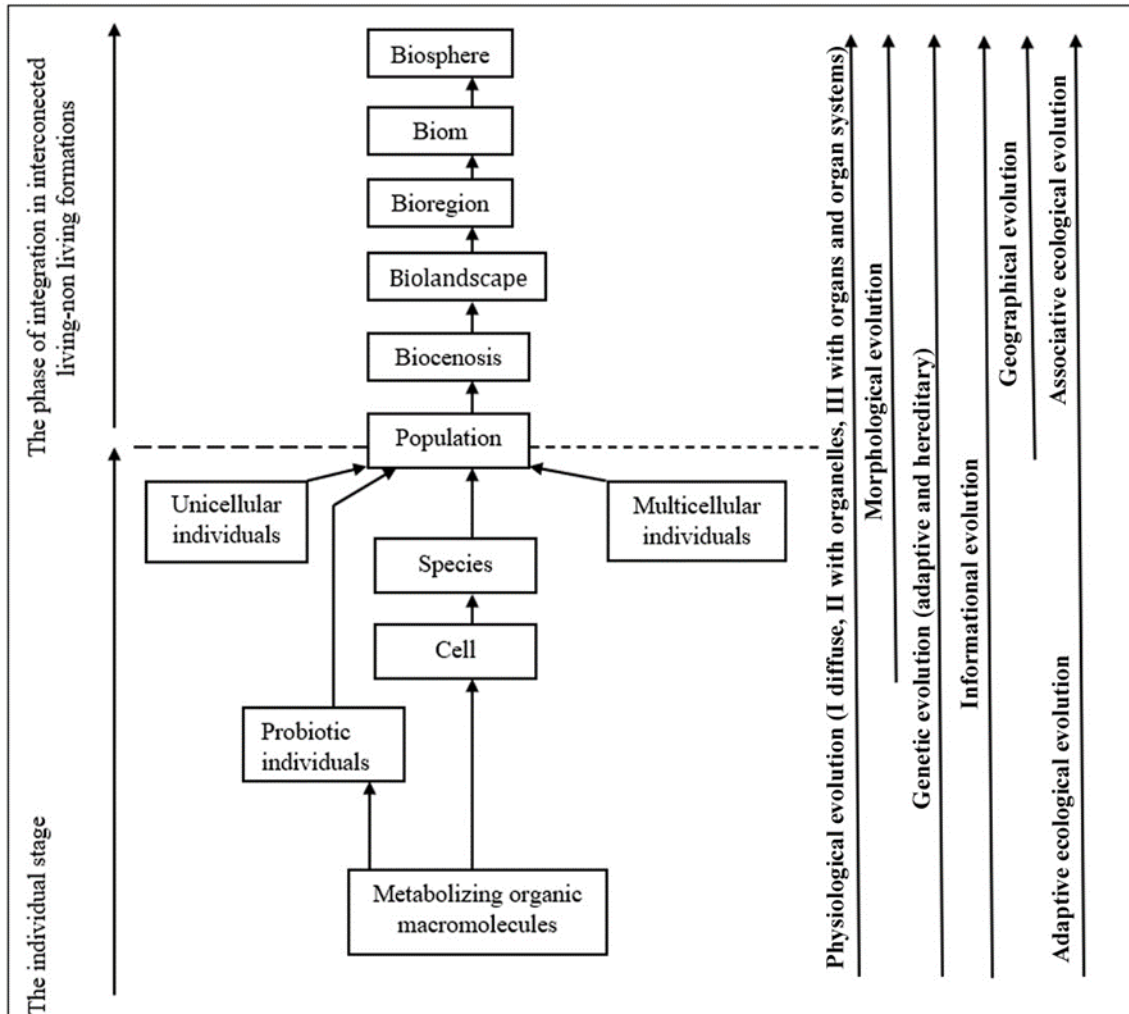 The phase of integration in interconected
living-non living formations
The individual stage
Biosphere
Biom
Bioregion
Biolandscape
Biocenosis
Population
Unicellular
individuals
Multicellular
individuals
Species
Cell
Probiotic
individuals
Metabolizing organic
macromolecules
Physiological evolution (I diffuse, II with organelles, III with organs and organ systems)
Morphological evolution
Genetic evolution (adaptive and hereditary)
Informational evolution
Geographical evolution
Associative ecological evolution
Adaptive ecological evolution